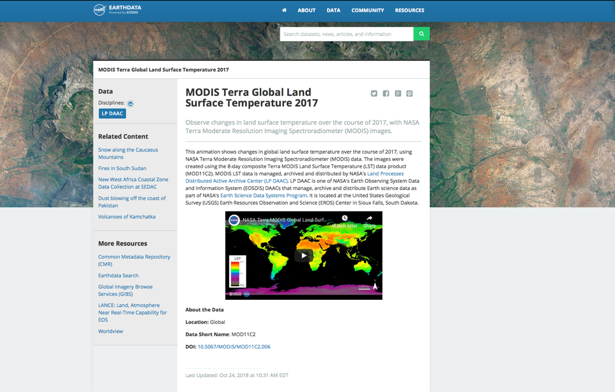 EARTHDATA
Powered by EOSDIS
ABOUT
DATA
COMMUNITY
RESOURCES
Search datasets, news, articles, and information
MODIS Terra Global Land Surface Temperature 2017
Data
Disciplines:
LP DAAC
Related Content
Snow along the Caucasus
Mountains
Fires in South Sudan
New West Africa Coastal Zone
Data Collection at SEDAC
Dust blowing off the coast of
Pakistan
Volcanoes of Kamchatka
More Resources
Common Metadata Repository
(CMR)
Earthdata Search
Global Imagery Browse
Services (GIBS)
LANCE: Land, Atmosphere
Near Real-Time Capability for
EOS
Worldview
MODIS Terra Global Land
Surface Temperature 2017
Observe changes in land surface temperature over the course of 2017, with NASA
Terra Moderate Resolution Imaging Spectroradiometer (MODIS) images.
This animation shows changes in global land surface temperature over the course of 2017, using
NASA Terra Moderate Resolution Imaging Spectroradiometer (MODIS) data. The images were
created using the 8-day composite Terra MODIS Land Surface Temperature (LST) data product
(MOD11C2). MODIS LST data is managed, archived and distributed by NASA's Land Processes
Distributed Active Archive Center (LP DAAC). LP DAAC is one of NASA's Earth Observing System Data
and Information System (EOSDIS) DAACs that manage, archive and distribute Earth science data as
part of NASA's Earth Science Data Systems Program. It is located at the United States Geological
Survey (USGS) Earth Resources Observation and Science (EROS) Center in Sioux Falls, South Dakota.
NASA Terra MODIS Global Land Surf...
Watch later
Share
LST
About the Data
Location: Global
Data Short Name: MOD11C2
DOI: 10.5067/MODIS/MOD11C2.006
Last Updated: Oct 24, 2018 at 10:31 AM EDT